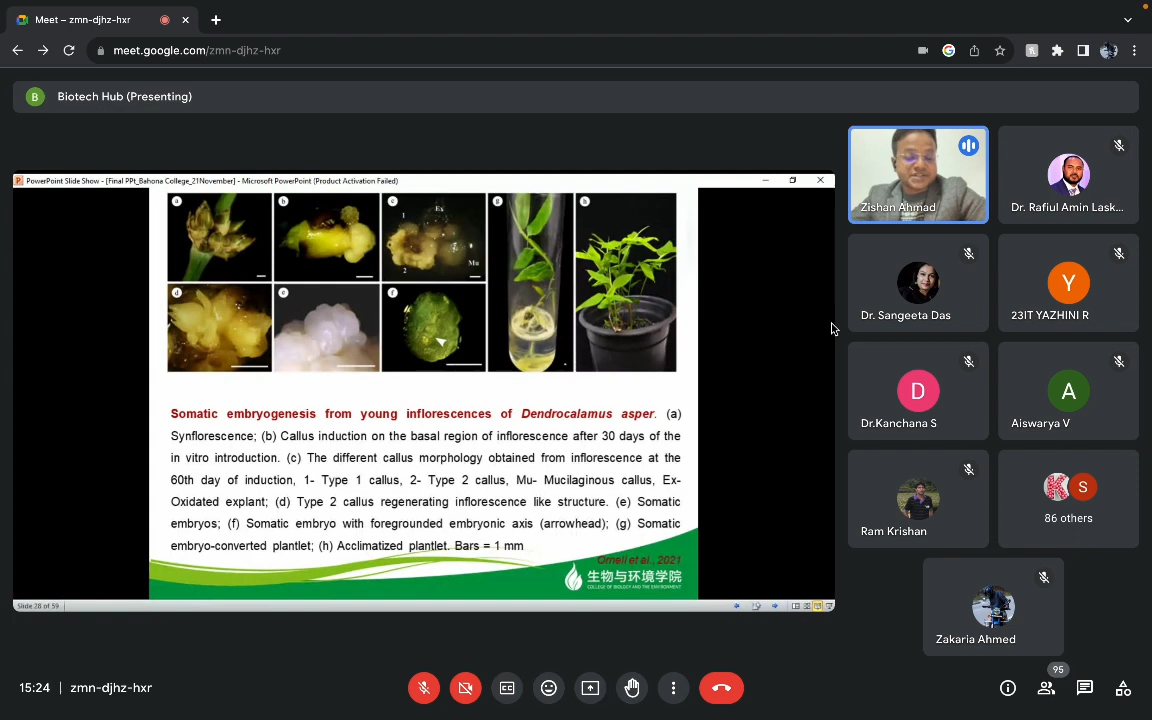 Meet – zmn-djhz-hxr
meet.google.com/zmn-djhz-hxr
B
Biotech Hub (Presenting)
PowerPoint Slide Show - [Final PPt_Bahona College_21November] - Microsoft PowerPoint (Product Activation Failed)
a b c Ex g h
1
2 Mu
d e f
Somatic embryogenesis from young inflorescences of Dendrocalamus asper. (a)
Synflorescence; (b) Callus induction on the basal region of inflorescence after 30 days of the
in vitro introduction. (c) The different callus morphology obtained from inflorescence at the
60th day of induction, 1- Type 1 callus, 2- Type 2 callus, Mu- Mucilaginous callus, Ex-
Oxidated explant; (d) Type 2 callus regenerating inflorescence like structure. (e) Somatic
embryos; (f) Somatic embryo with foregrounded embryonic axis (arrowhead); (g) Somatic
embryo-converted plantlet; (h) Acclimatized plantlet. Bars = 1 mm
Ornellet al., 2021
生物与环境学院
COLLEGE OF BIOLOGY AND THE ENVIRONMENT
Slide 28 of 59
Zishan Ahmad
Dr. Rafiul Amin Lask...
Dr. Sangeeta Das
Y
23IT YAZHINI R
D
Dr.Kanchana S
A
Aiswarya V
Ram Krishan
K S
86 others
Zakaria Ahmed
15:24 | zmn-djhz-hxr
95